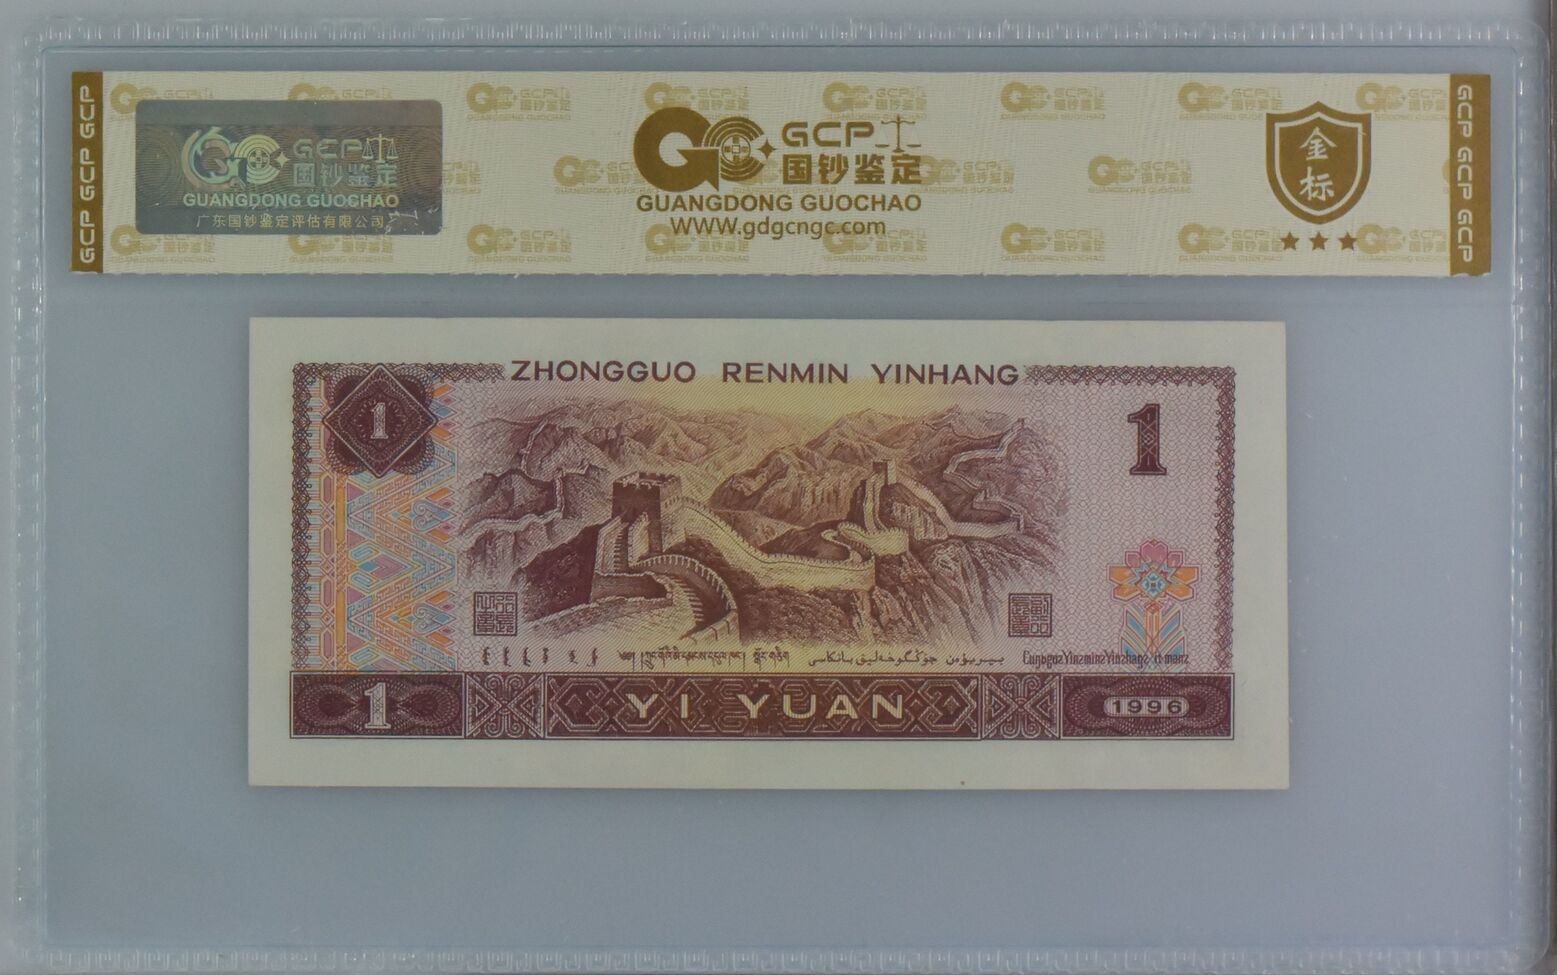 GCP GCP GCP
GCP 国钞鉴定
GUANGDONG GUOCHAO
广东国钞鉴定评估有限公司
GCP
国钞鉴定
GUANGDONG GUOCHAO
WWW.gdgcngc.com
金标
GCP GCP GCP
ZHONGGUO RENMIN YINHANG
1
1
1
YI YUAN
1996